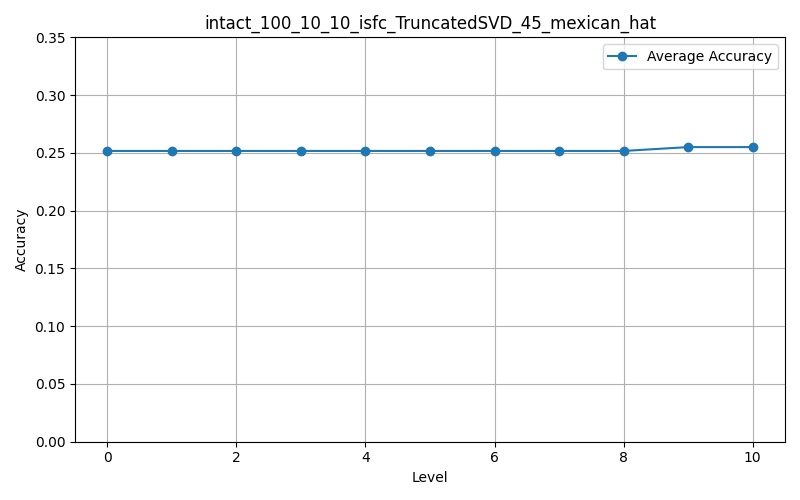 intact_100_10_10_isfc_TruncatedSVD_45_mexican_hat
Average Accuracy
0.35
0.30
0.25
0.20
0.15
0.10
0.05
0.00
Accuracy
0 2 4 6 8 10
Level